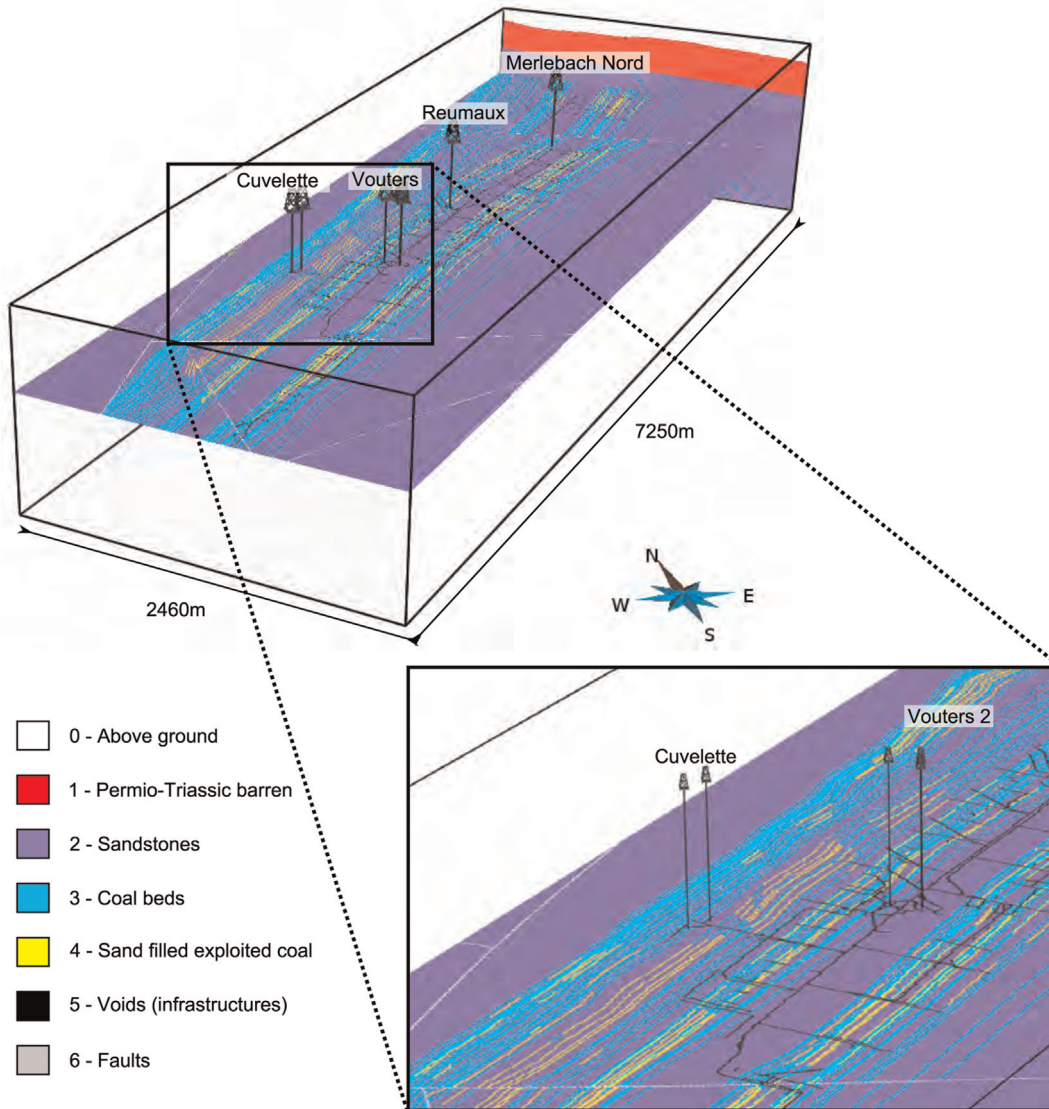 Merlebach Nord
Reumaux
Cuvelette
Vouters
7250m
2460m
N
W
E
S
0 - Above ground
1 - Permio-Triassic barren
2 - Sandstones
3 - Coal beds
4 - Sand filled exploited coal
5 - Voids (infrastructures)
6 - Faults
Vouters 2
Cuvelette